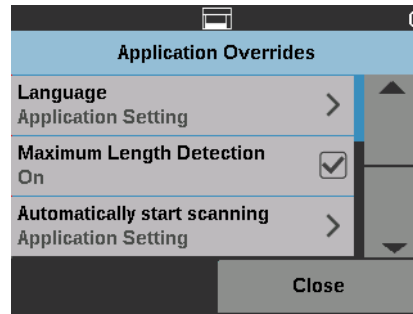 Application Overrides
Language
Application Setting
Maximum Length Detection
On
Automatically start scanning
Application Setting
Close